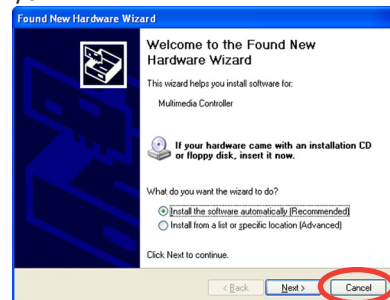 Found New Hardware Wizard
Welcome to the Found New
Hardware Wizard
This wizard helps you install software for:
Multimedia Controller
If your hardware came with an installation CD
or floppy disk, insert it now.
What do you want the wizard to do?
Install the software automatically (Recommended)
Install from a list or specific location (Advanced)
Click Next to continue.
< Back Next > Cancel